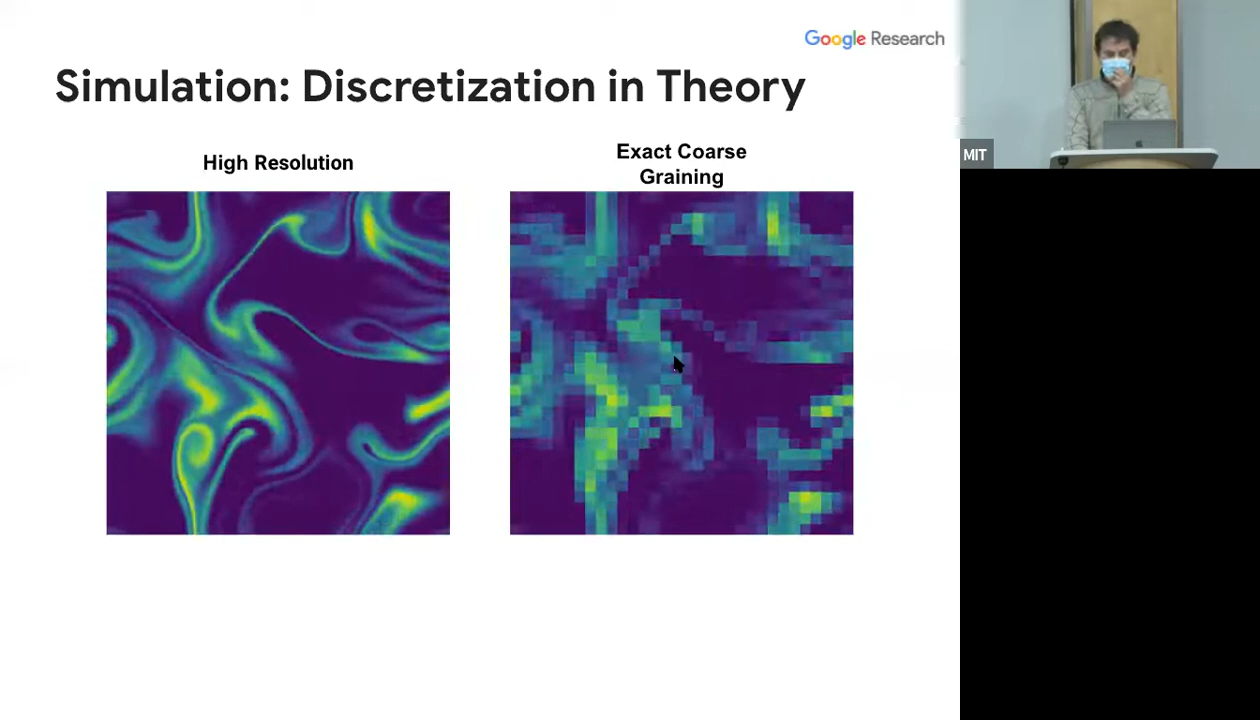 Google Research
Simulation: Discretization in Theory
High Resolution
Exact Coarse
Graining
MIT